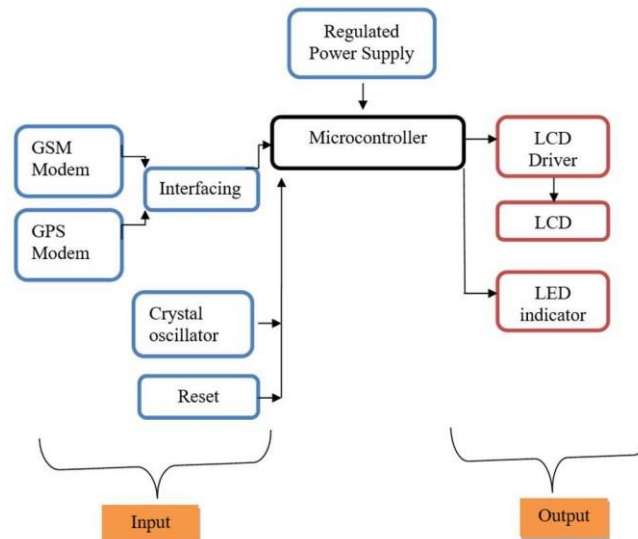 Regulated
Power Supply
Microcontroller
GSM
Modem
Interfacing
GPS
Modem
Crystal
oscillator
Reset
LCD
Driver
LCD
LED
indicator
Input
Output